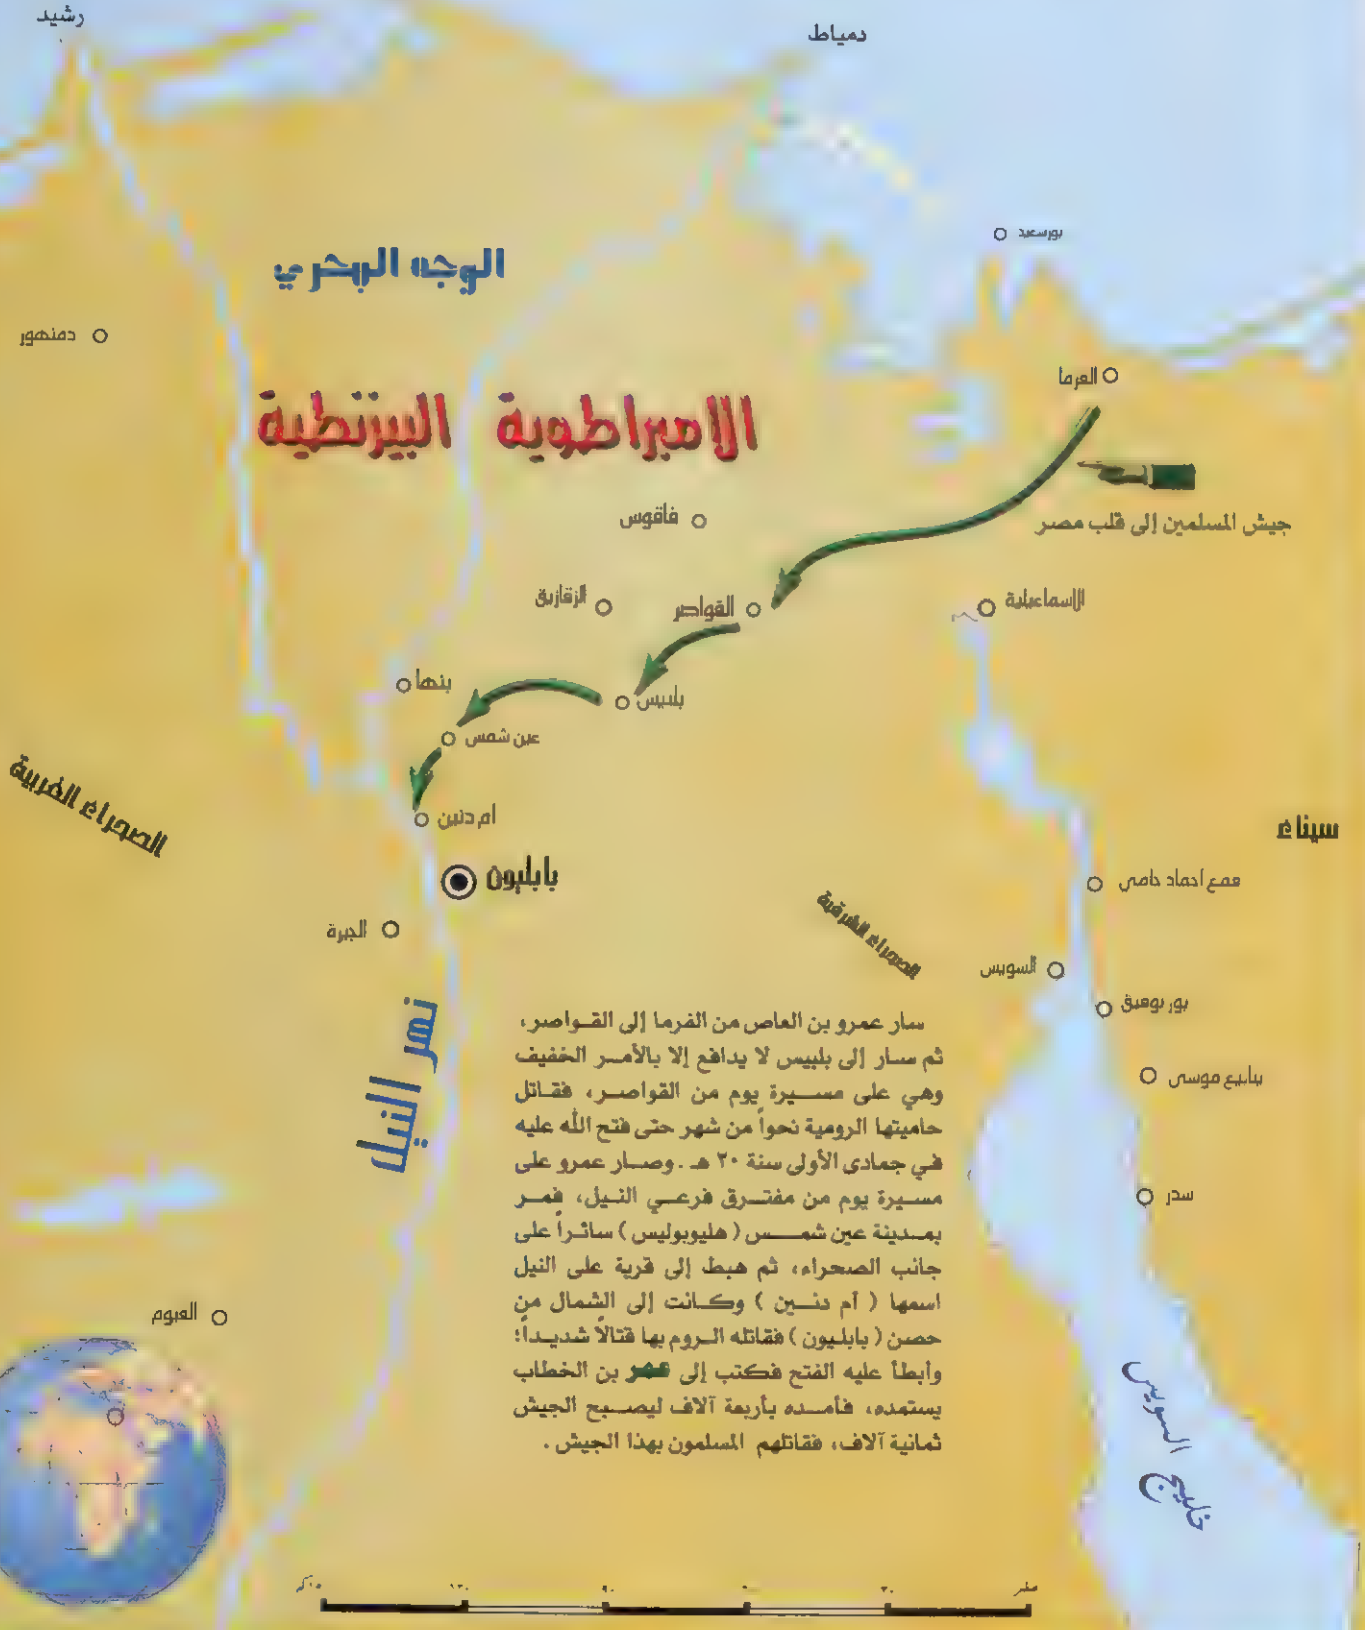 رشيد
دمياط
بورسعيد
الوجه البحري
دمنهور
الفرما
الامبراطوية البيزنطية
جيش المسلمين إلى قلب مصر
فاقوس
الزقازيق
القواصر
الاسماعيلية
بنها
بلبيس
عين شمس
الصحراء الغربية
ام دنين
سيناء
بابليون
الصحراء الشرقية
الجيزة
السويس
نهر النيل
سار عمرو بن العاص من الفرما إلى القواصر،
ثم سار إلى بلبيس لا يدافع إلا بالأمر الخفيف
وهي على مسيرة يوم من القواصر، فقاتل
حاميتها الرومية نحواً من شهر حتى فتح الله عليه
في جمادى الأولى سنة ٢٠ هـ . وصار عمرو على
مسيرة يوم من مفترق فرعي النيل، فمر
بمدينة عين شمس ( هليوبوليس ) سائراً على
جانب الصحراء، ثم هبط إلى قرية على النيل
اسمها ( أم دنين ) وكانت إلى الشمال من
حصن ( بابليون ) فقاتله الروم بها قتالاً شديداً؛
وأبطأ عليه الفتح فكتب إلى عمر بن الخطاب
يستمده، فأمده بأربعة آلاف ليصبح الجيش
ثمانية آلاف، فقاتلهم المسلمون بهذا الجيش .
بور توفيق
موسى
سدر
الفيوم
خليج السويس
صفر